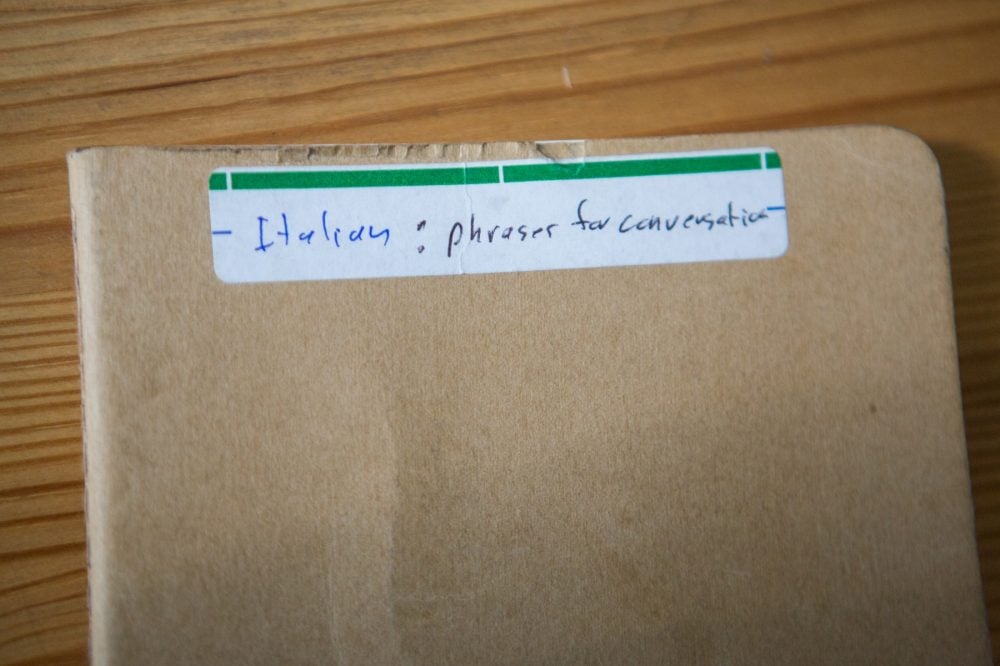 - Italian : phrases for conversation -